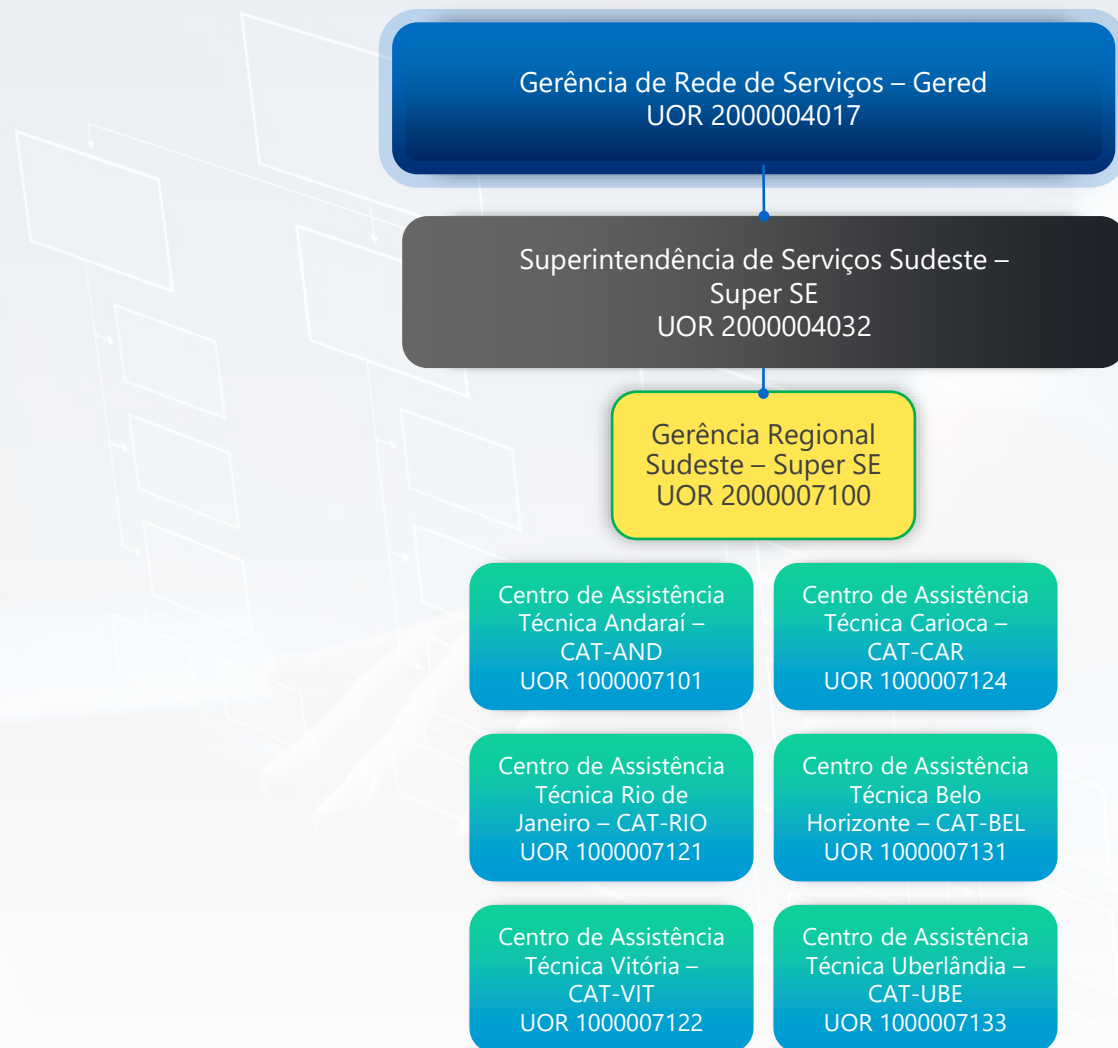 Gerência de Rede de Serviços – Gered
UOR 2000004017
Superintendência de Serviços Sudeste –
Super SE
UOR 2000004032
Gerência Regional
Sudeste – Super SE
UOR 2000007100
Centro de Assistência
Técnica Andaraí –
CAT-AND
UOR 1000007101
Centro de Assistência
Técnica Carioca –
CAT-CAR
UOR 1000007124
Centro de Assistência
Técnica Rio de
Janeiro – CAT-RIO
UOR 1000007121
Centro de Assistência
Técnica Belo
Horizonte – CAT-BEL
UOR 1000007131
Centro de Assistência
Técnica Vitória –
CAT-VIT
UOR 1000007122
Centro de Assistência
Técnica Uberlândia –
CAT-UBE
UOR 1000007133